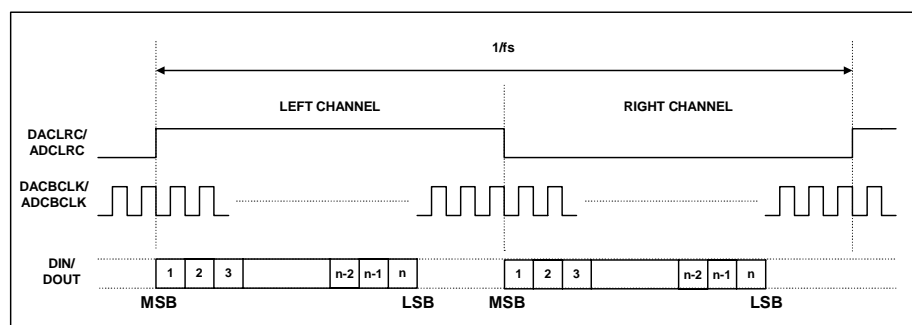 1/fs
LEFT CHANNEL
RIGHT CHANNEL
DACLRC/
ADCLRC
DACBCLK/
ADCBCLK
DIN/
DOUT
1 2 3 n-2 n-1 n 1 2 3 n-2 n-1 n
MSB LSB MSB LSB